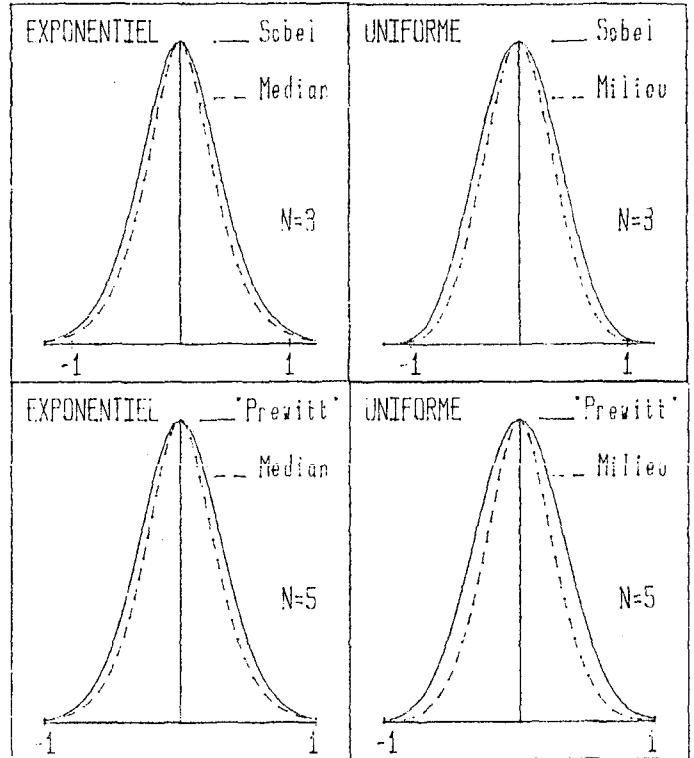 EXPONENTIEL
Sobel
Median
N=3
-1
1
UNIFORME
Sobel
Milieu
N=3
-1
1
EXPONENTIEL
'Prewitt'
Median
N=5
-1
1
UNIFORME
'Prewitt'
Milieu
N=5
-1
1